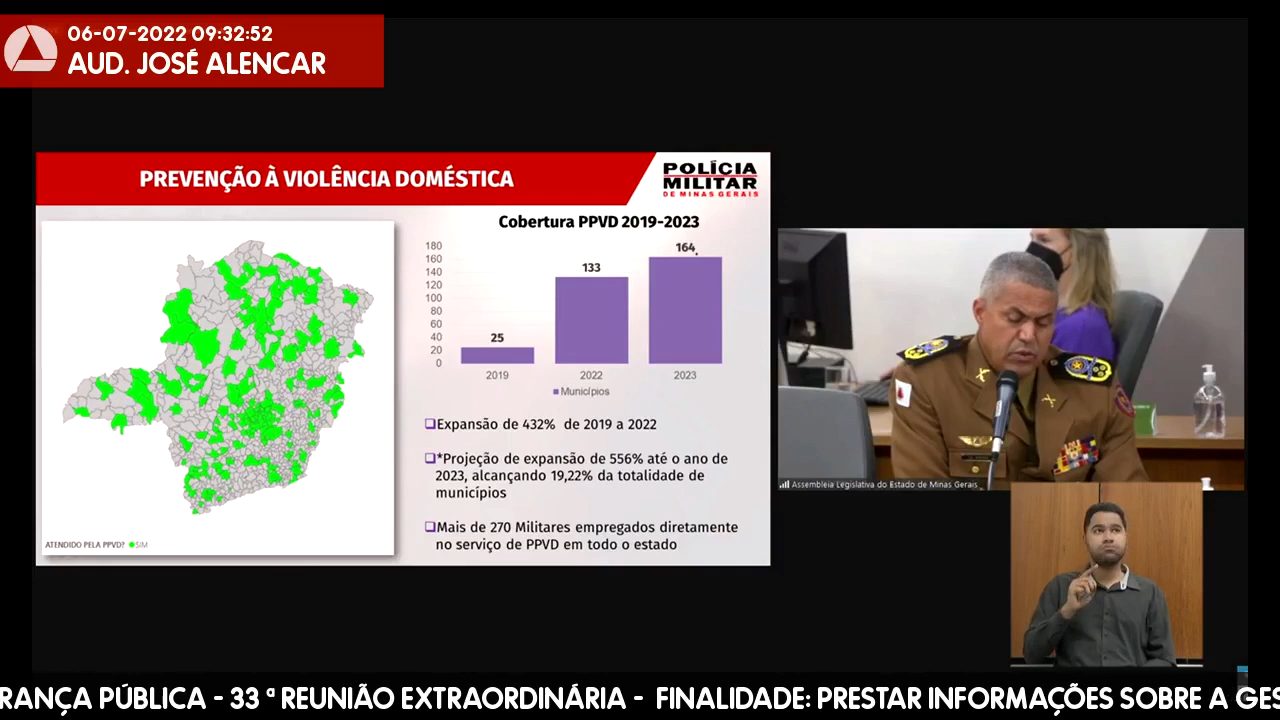 06-07-2022 09:32:52
AUD. JOSÉ ALENCAR
PREVENÇÃO À VIOLÊNCIA DOMÉSTICA
POLÍCIA
MILITAR
DE MINAS GERAIS
Cobertura PPVD 2019-2023
180
160
140
120
100
80
60
40
20
0
25
133
164
2019
2022
2023
Municípios
Expansão de 432% de 2019 a 2022
*Projeção de expansão de 556% até o ano de
2023, alcançando 19,22% da totalidade de
municípios
Mais de 270 Militares empregados diretamente
no serviço de PPVD em todo o estado
ATENDIDO PELA PPVD? SIM
Assembleia Legislativa do Estado de Minas Gerais
RANÇA PÚBLICA - 33 ª REUNIÃO EXTRAORDINÁRIA - FINALIDADE: PRESTAR INFORMAÇÕES SOBRE A GES